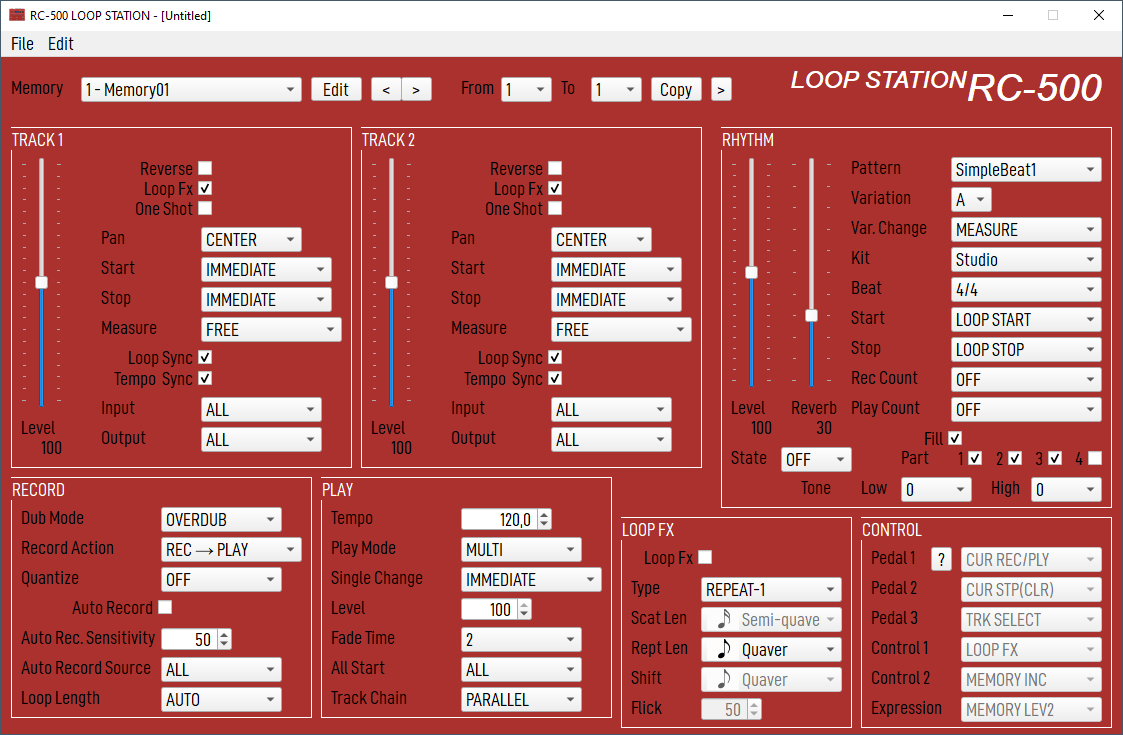 RC-500 LOOP STATION - [Untitled]
File Edit
Memory 1 - Memory01 Edit < > From 1 To 1 Copy > LOOP STATION RC-500
TRACK 1
Reverse
Loop Fx
One Shot
Pan CENTER
Start IMMEDIATE
Stop IMMEDIATE
Measure FREE
Loop Sync
Tempo Sync
Input ALL
Output ALL
Level
100
TRACK 2
Reverse
Loop Fx
One Shot
Pan CENTER
Start IMMEDIATE
Stop IMMEDIATE
Measure FREE
Loop Sync
Tempo Sync
Input ALL
Output ALL
Level
100
RHYTHM
Pattern SimpleBeat1
Variation A
Var. Change MEASURE
Kit Studio
Beat 4/4
Start LOOP START
Stop LOOP STOP
Rec Count OFF
Level Reverb Play Count OFF
100 30
Fill
State OFF Part 1 2 3 4
Tone Low 0 High 0
RECORD
Dub Mode OVERDUB
Record Action REC → PLAY
Quantize OFF
Auto Record
Auto Rec. Sensitivity 50
Auto Record Source ALL
Loop Length AUTO
PLAY
Tempo 120,0
Play Mode MULTI
Single Change IMMEDIATE
Level 100
Fade Time 2
All Start ALL
Track Chain PARALLEL
LOOP FX
Loop Fx
Type REPEAT-1
Scat Len Semi-quave
Rept Len Quaver
Shift Quaver
Flick 50
CONTROL
Pedal 1 ? CUR REC/PLY
Pedal 2 CUR STP(CLR)
Pedal 3 TRK SELECT
Control 1 LOOP FX
Control 2 MEMORY INC
Expression MEMORY LEV2